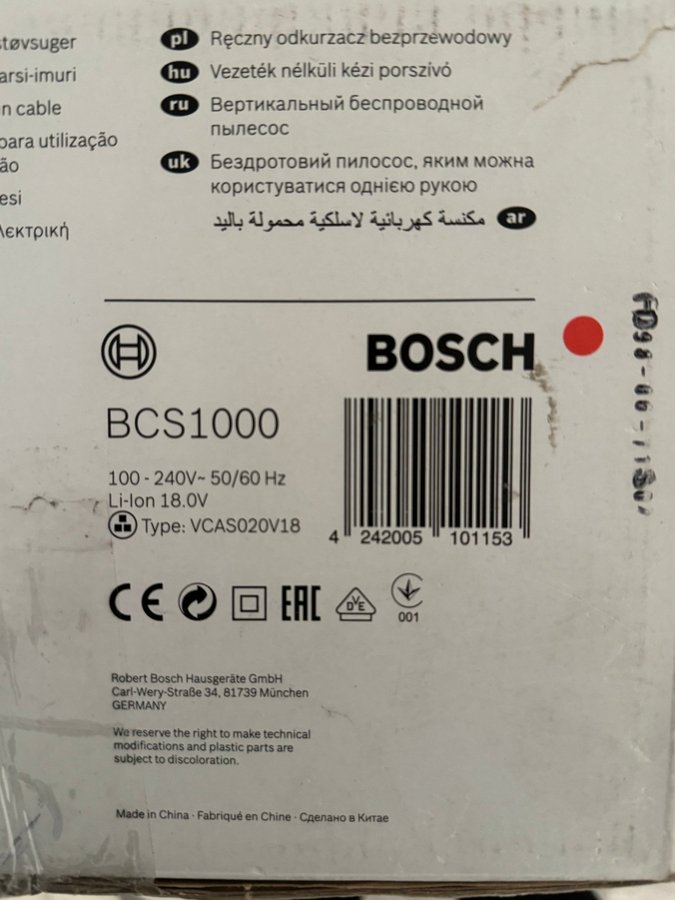 støvsuger
arsi-imuri
n cable
para utilização
ão
esi
λεκτρική
pl Ręczny odkurzacz bezprzewodowy
hu Vezeték nélküli kézi porszívó
ru Вертикальный беспроводной
пылесос
uk Бездротовий пилосос, яким можна
користуватися однією рукою
ar مكنسة كهربائية لاسلكية محمولة باليد
BOSCH
BCS1000
100 - 240V~ 50/60 Hz
Li-Ion 18.0V
Type: VCAS020V18
4 242005 101153
CE EAC DVE
001
Robert Bosch Hausgeräte GmbH
Carl-Wery-Straße 34, 81739 München
GERMANY
We reserve the right to make technical
modifications and plastic parts are
subject to discoloration.
Made in China · Fabriqué en Chine · Сделано в Китае